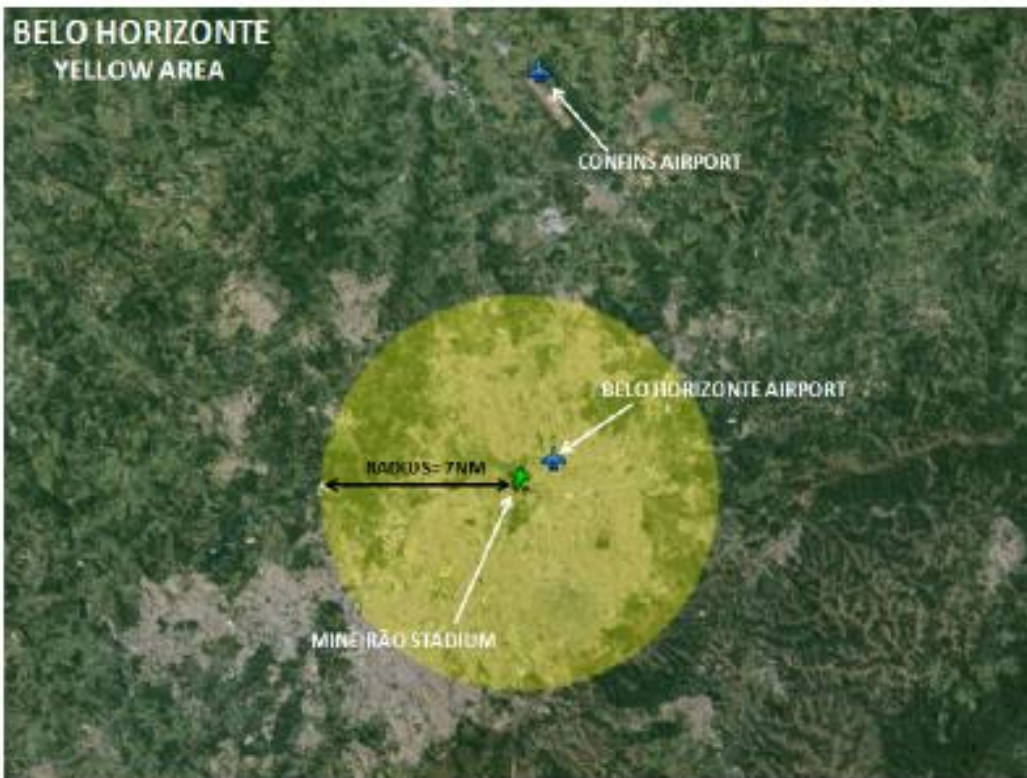 BELO HORIZONTE
YELLOW AREA
CONFINS AIRPORT
BELO HORIZONTE AIRPORT
RADIUS= 7NM
MINEIRÃO STADIUM